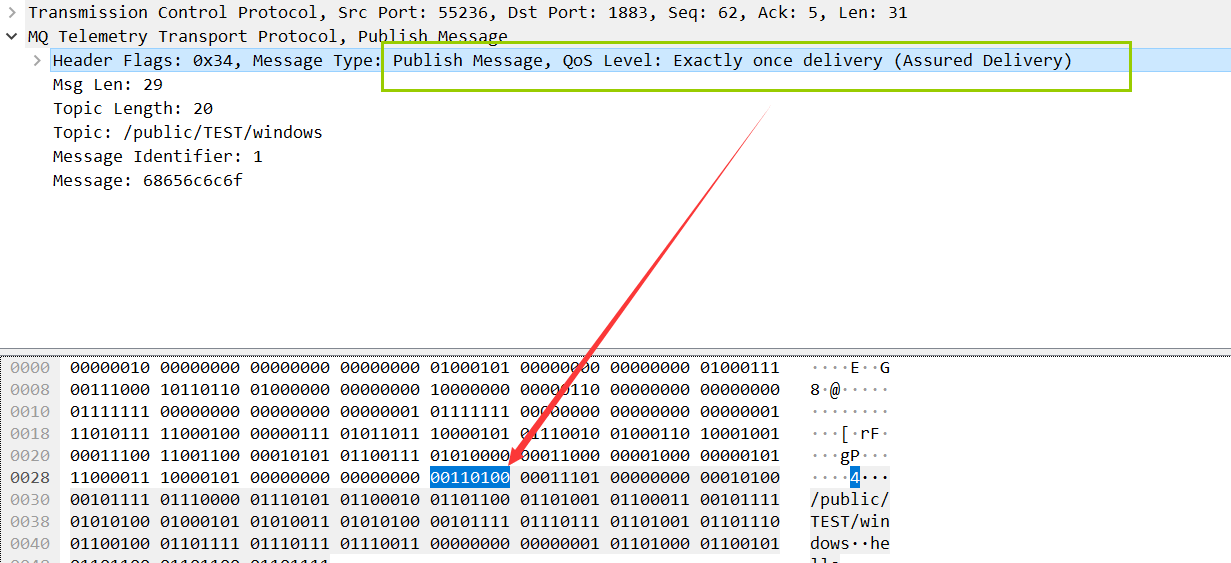 Transmission Control Protocol, Src Port: 55236, Dst Port: 1883, Seq: 62, Ack: 5, Len: 31
MQ Telemetry Transport Protocol, Publish Message
Header Flags: 0x34, Message Type: Publish Message, QoS Level: Exactly once delivery (Assured Delivery)
Msg Len: 29
Topic Length: 20
Topic: /public/TEST/windows
Message Identifier: 1
Message: 68656c6c6f
0000 00000010 00000000 00000000 00000000 01000101 00000000 00000000 01000111 ····E··G
0008 00111000 10110110 01000000 00000000 10000000 00000110 00000000 00000000 8·@·····
0010 01111111 00000000 00000000 00000001 01111111 00000000 00000000 00000001 ········
0018 11010111 11000100 00000111 01011011 10000101 01110010 01000110 10001001 ···[·rF·
0020 00011100 11001100 00010101 01100111 01010000 00011000 00001000 00000101 ···gP···
0028 11000011 10000101 00000000 00000000 00110100 00011101 00000000 00010100 ····4···
0030 00101111 01110000 01110101 01100010 01101100 01101001 01100011 00101111 /public/
0038 01010100 01000101 01010011 01010100 00101111 01110111 01101001 01101110 TEST/win
0040 01100100 01101111 01110111 01110011 00000000 00000001 01101000 01100101 dows··he
0048 01101100 01101100 01101111 llo